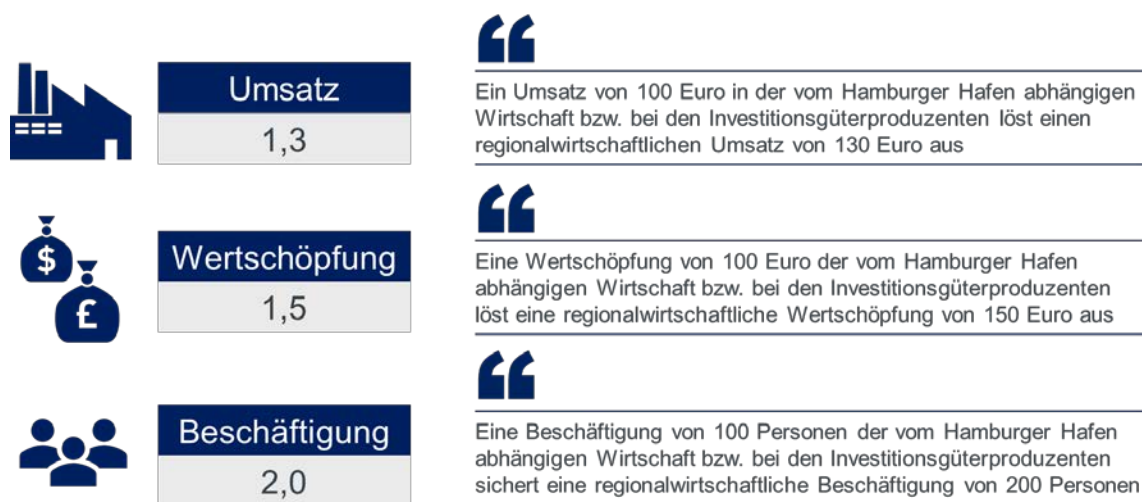 Umsatz
1,3
Ein Umsatz von 100 Euro in der vom Hamburger Hafen abhängigen
Wirtschaft bzw. bei den Investitionsgüterproduzenten löst einen
regionalwirtschaftlichen Umsatz von 130 Euro aus
$
£
Wertschöpfung
1,5
Eine Wertschöpfung von 100 Euro der vom Hamburger Hafen
abhängigen Wirtschaft bzw. bei den Investitionsgüterproduzenten
löst eine regionalwirtschaftliche Wertschöpfung von 150 Euro aus
Beschäftigung
2,0
Eine Beschäftigung von 100 Personen der vom Hamburger Hafen
abhängigen Wirtschaft bzw. bei den Investitionsgüterproduzenten
sichert eine regionalwirtschaftliche Beschäftigung von 200 Personen